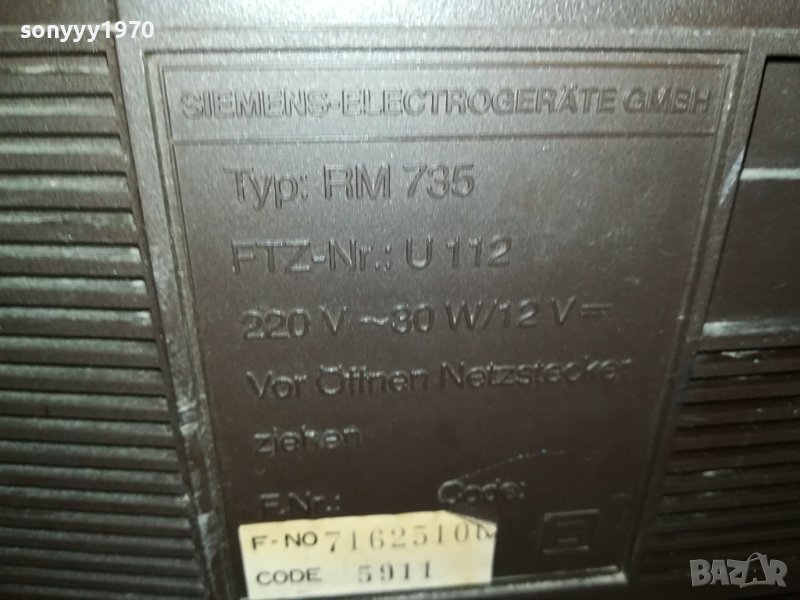 sonyyy1970
SIEMENS-ELECTROGERÄTE GMBH
Typ: RM 735
FTZ-Nr.: U 112
220 V ~30 W/12 V⎓
Vor Öffnen Netzstecker
ziehen
F.Nr.: Code:
F-NO
CODE 5911
BAZAR